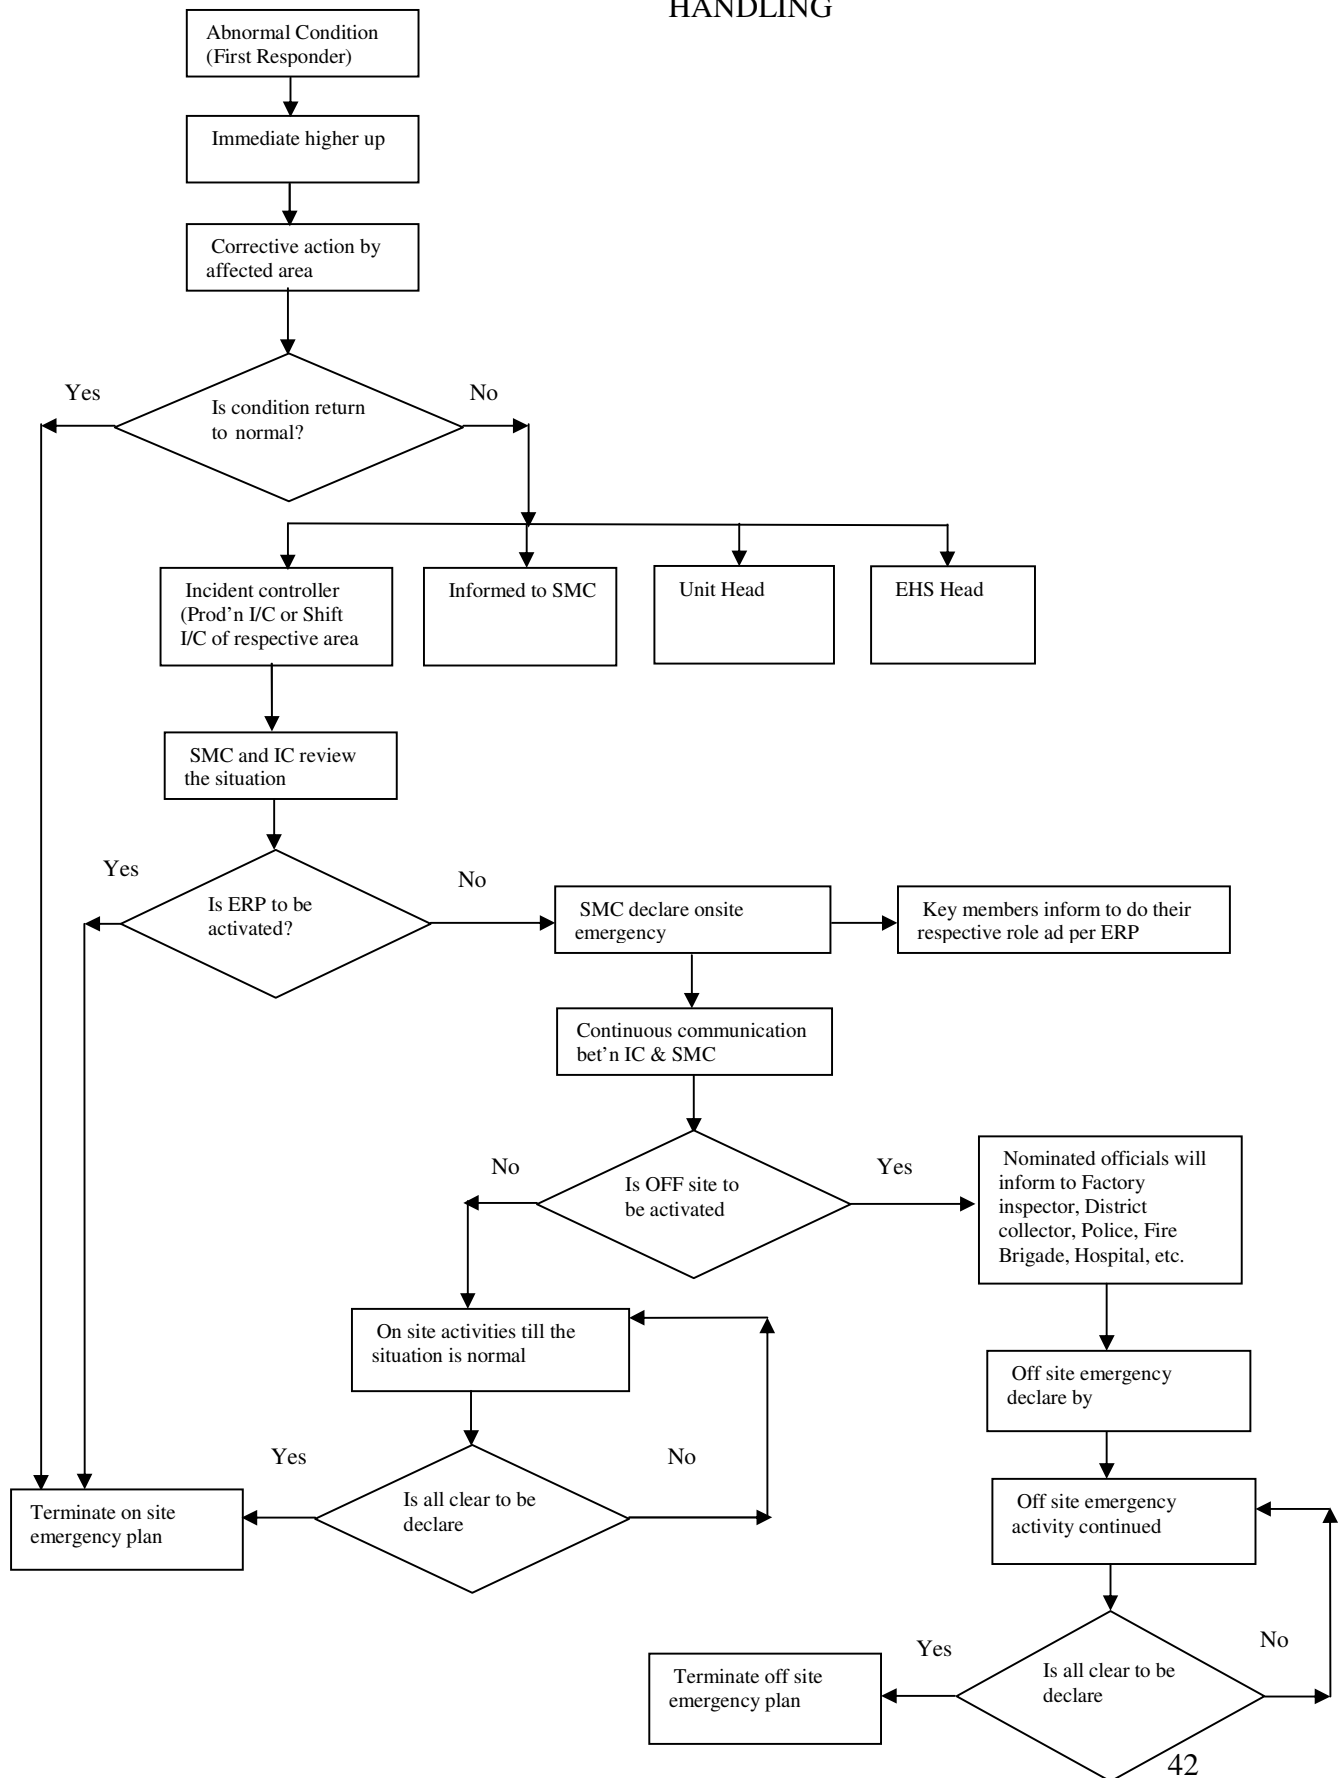 HANDLING
Abnormal Condition
(First Responder)
Immediate higher up
Corrective action by
affected area
Yes
No
Is condition return
to normal?
Incident controller
(Prod'n I/C or Shift
I/C of respective area
Informed to SMC
Unit Head
EHS Head
SMC and IC review
the situation
Yes
No
Is ERP to be
activated?
SMC declare onsite
emergency
Key members inform to do their
respective role ad per ERP
Continuous communication
bet'n IC & SMC
No
Yes
Is OFF site to
be activated
Nominated officials will
inform to Factory
inspector, District
collector, Police, Fire
Brigade, Hospital, etc.
On site activities till the
situation is normal
Off site emergency
declare by
Yes
No
Is all clear to be
declare
Terminate on site
emergency plan
Off site emergency
activity continued
Yes
No
Is all clear to be
declare
Terminate off site
emergency plan
42